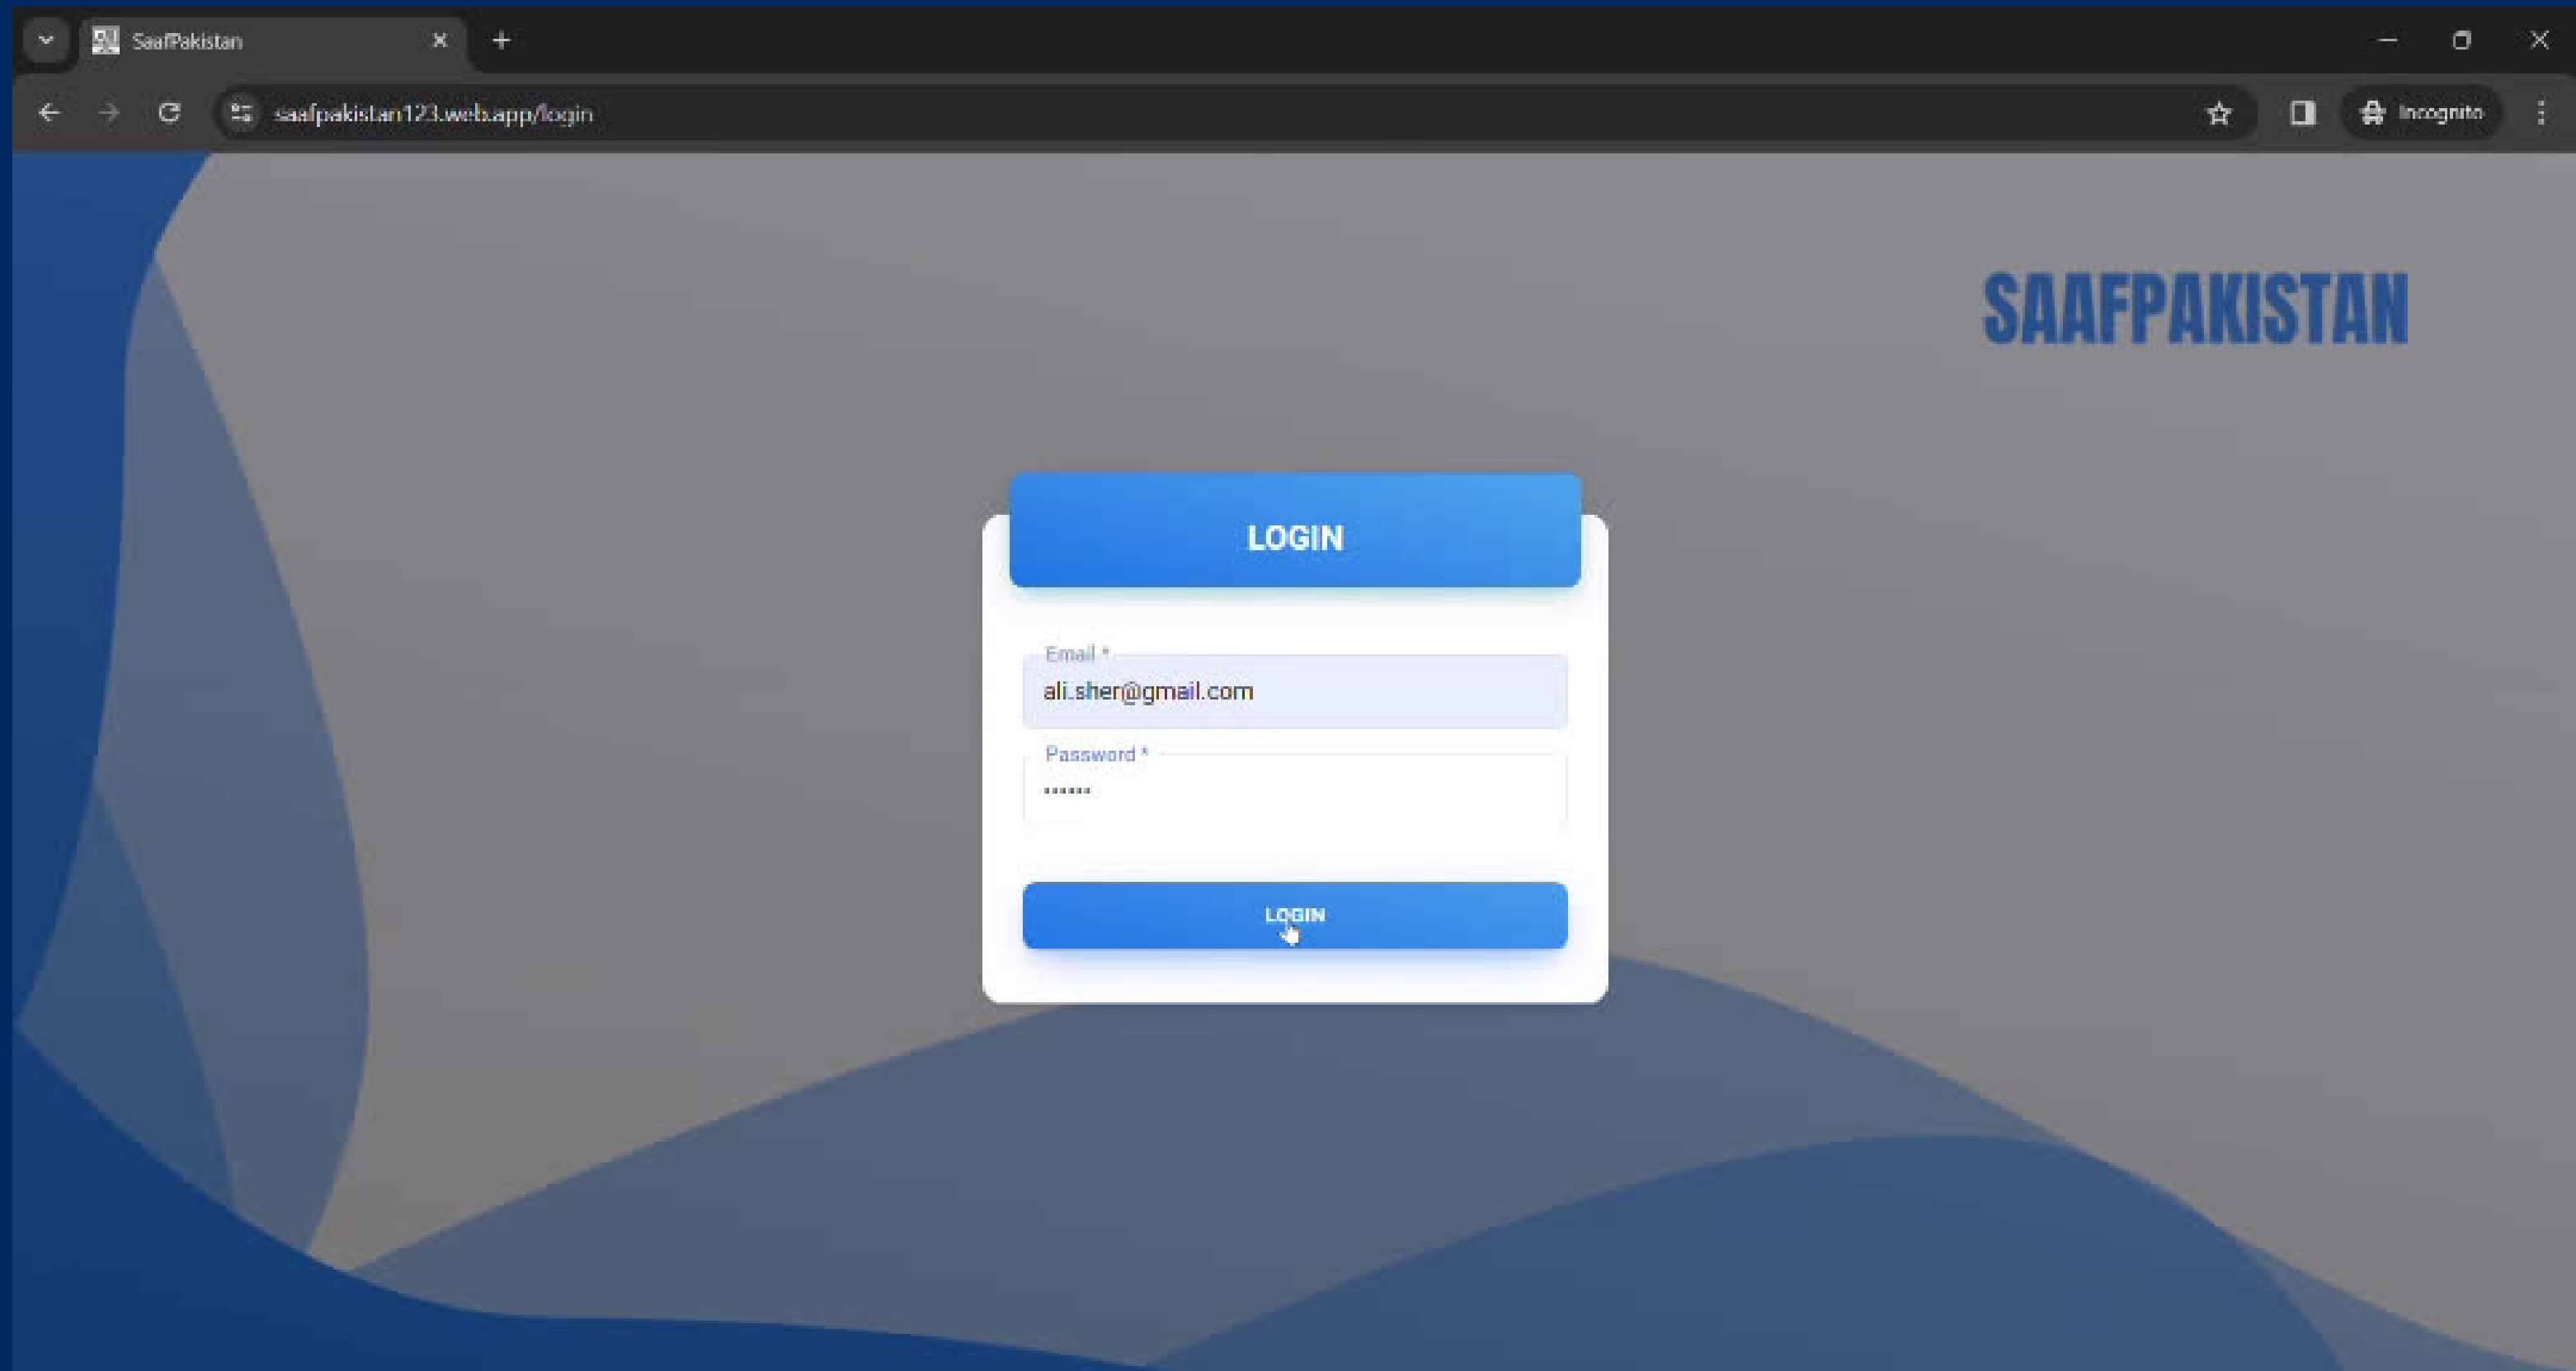 SaafPakistan
saafpakistan123.web.app/login
Incognito
SAAFPAKISTAN
LOGIN
Email *
ali.sher@gmail.com
Password *
••••••
LOGIN